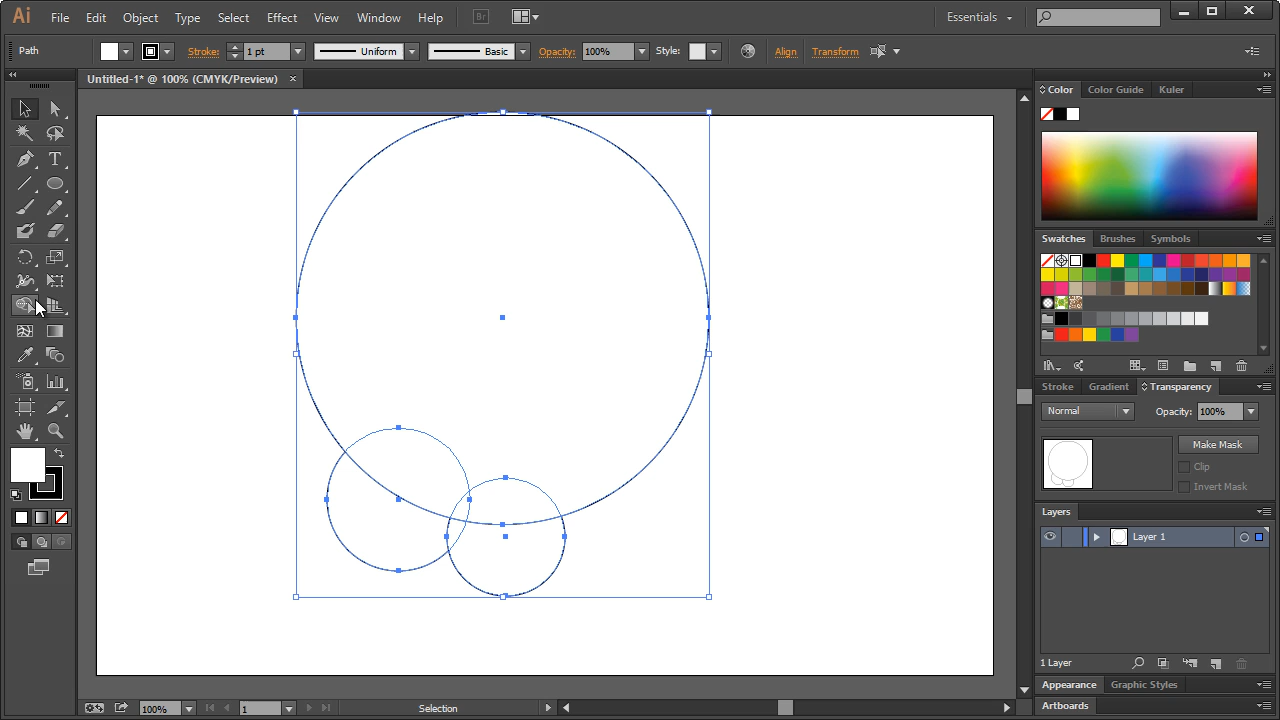 Ai File Edit Object Type Select Effect View Window Help Br Essentials
Path Stroke: 1 pt Uniform Basic Opacity: 100% Style: Align Transform
Untitled-1* @ 100% (CMYK/Preview) ×
Color Color Guide Kuler
Swatches Brushes Symbols
Stroke Gradient Transparency
Normal Opacity: 100%
Make Mask
Clip
Invert Mask
Layers
Layer 1
1 Layer
Appearance Graphic Styles
Artboards
100% 1 Selection
T